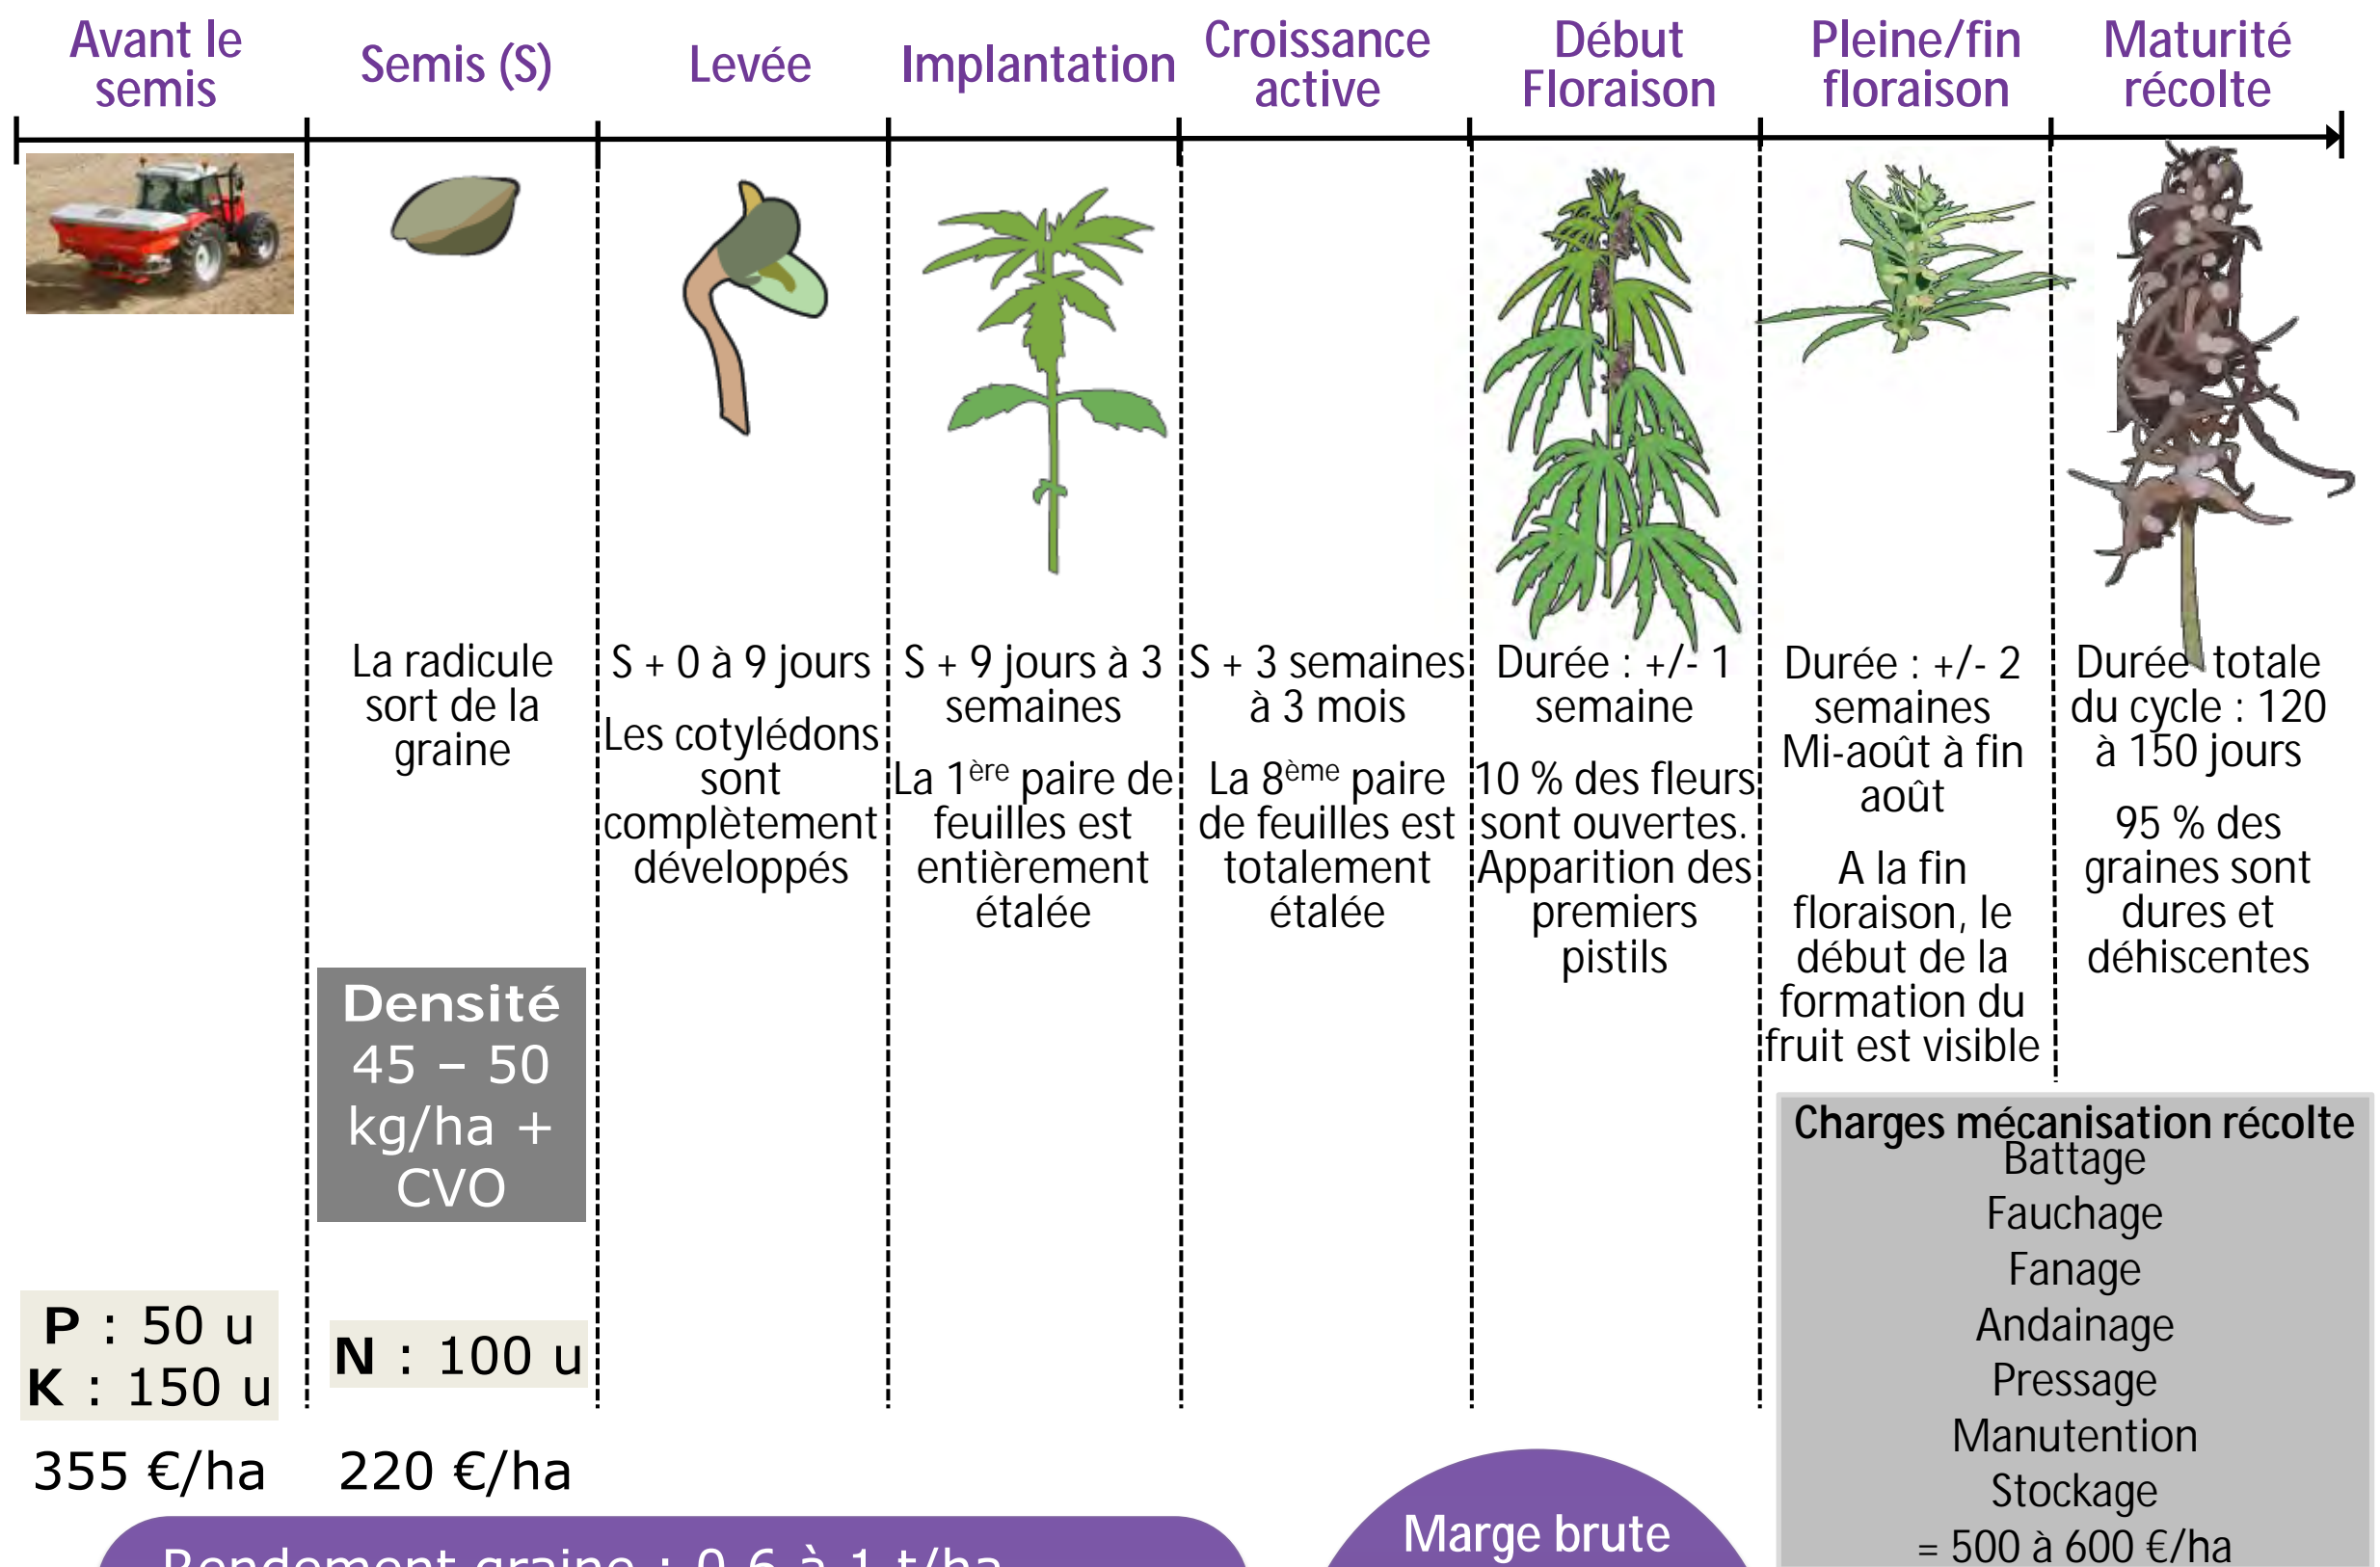 Avant le
semis
Semis (S)
Levée
Implantation
Croissance
active
Début
Floraison
Pleine/fin
floraison
Maturité
récolte
La radicule
sort de la
graine
S + 0 à 9 jours
Les cotylédons
sont
complètement
développés
S + 9 jours à 3
semaines
La 1ère paire de
feuilles est
entièrement
étalée
S + 3 semaines
à 3 mois
La 8ème paire
de feuilles est
totalement
étalée
Durée : +/- 1
semaine
10 % des fleurs
sont ouvertes.
Apparition des
premiers
pistils
Durée : +/- 2
semaines
Mi-août à fin
août
A la fin
floraison, le
début de la
formation du
fruit est visible
Durée totale
du cycle : 120
à 150 jours
95 % des
graines sont
dures et
déhiscentes
Densité
45 – 50
kg/ha +
CVO
P : 50 u
K : 150 u
N : 100 u
355 €/ha
220 €/ha
Charges mécanisation récolte
Battage
Fauchage
Fanage
Andainage
Pressage
Manutention
Stockage
= 500 à 600 €/ha
Marge brute
Rendement graine : 0,6 à 1 t/ha